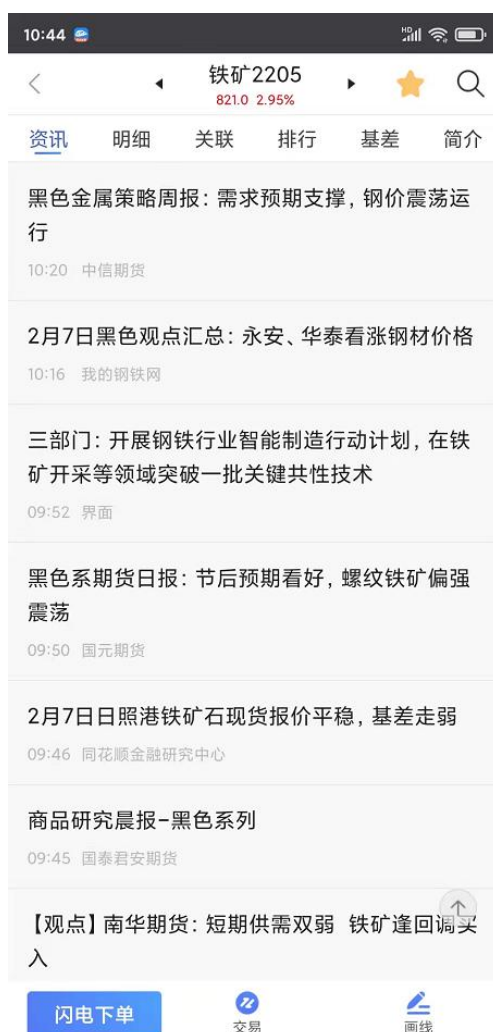 10:44
HD
铁矿2205
821.0 2.95%
资讯 明细 关联 排行 基差 简介
黑色金属策略周报：需求预期支撑，钢价震荡运
行
10:20 中信期货
2月7日黑色观点汇总：永安、华泰看涨钢材价格
10:16 我的钢铁网
三部门：开展钢铁行业智能制造行动计划，在铁
矿开采等领域突破一批关键共性技术
09:52 界面
黑色系期货日报：节后预期看好，螺纹铁矿偏强
震荡
09:50 国元期货
2月7日日照港铁矿石现货报价平稳，基差走弱
09:46 同花顺金融研究中心
商品研究晨报-黑色系列
09:45 国泰君安期货
【观点】南华期货：短期供需双弱 铁矿逢回调买
入
闪电下单 交易 画线